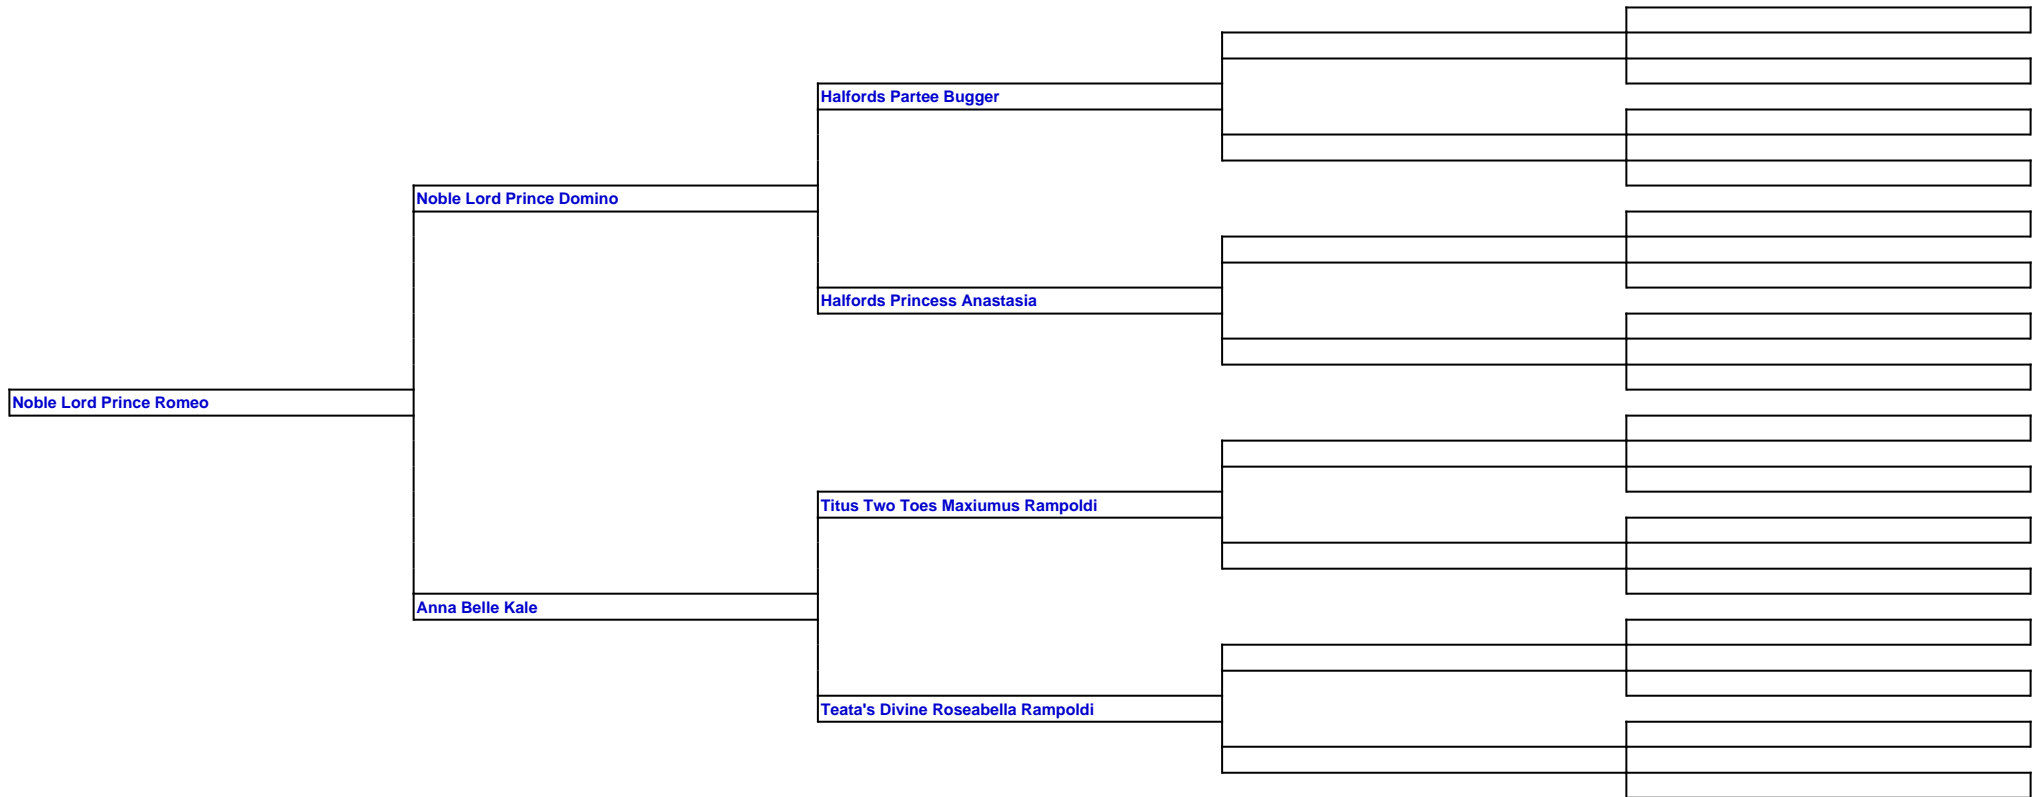 Halfords Partee Bugger
Noble Lord Prince Domino
Halfords Princess Anastasia
Noble Lord Prince Romeo
Titus Two Toes Maxiumus Rampoldi
Anna Belle Kale
Teata's Divine Roseabella Rampoldi